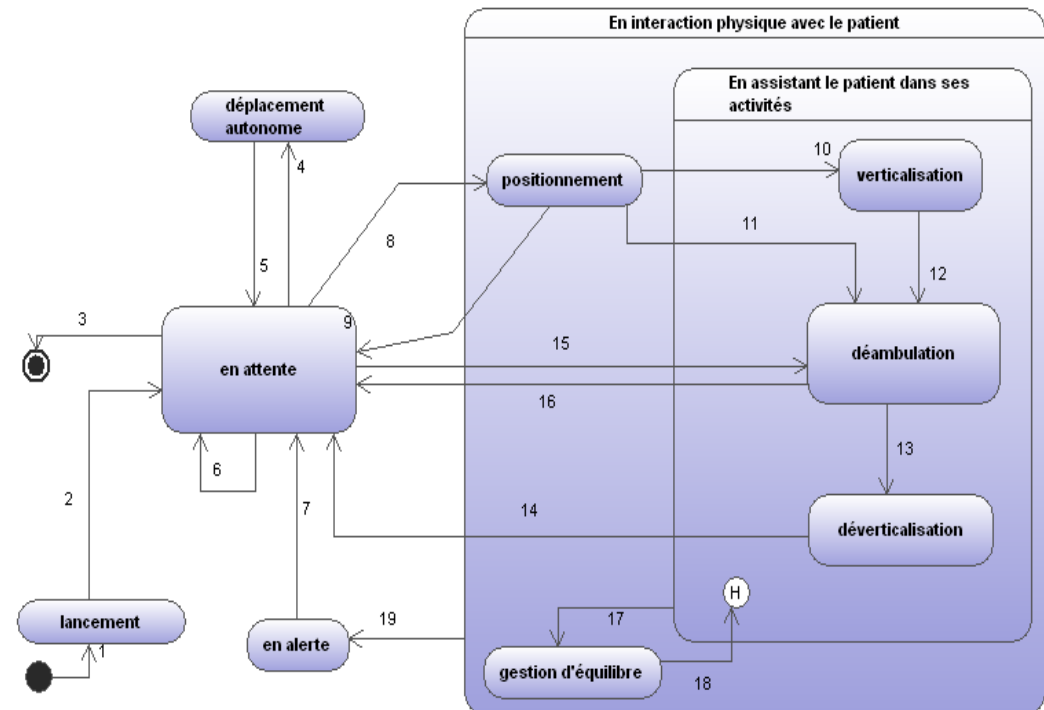 En interaction physique avec le patient
En assistant le patient dans ses
activités
déplacement
autonome
10
verticalisation
4
positionnement
8
11
5
12
9
3
15
en attente
déambulation
16
6
13
2
7
14
déverticalisation
H
lancement
19
17
1
en alerte
gestion d'équilibre
18